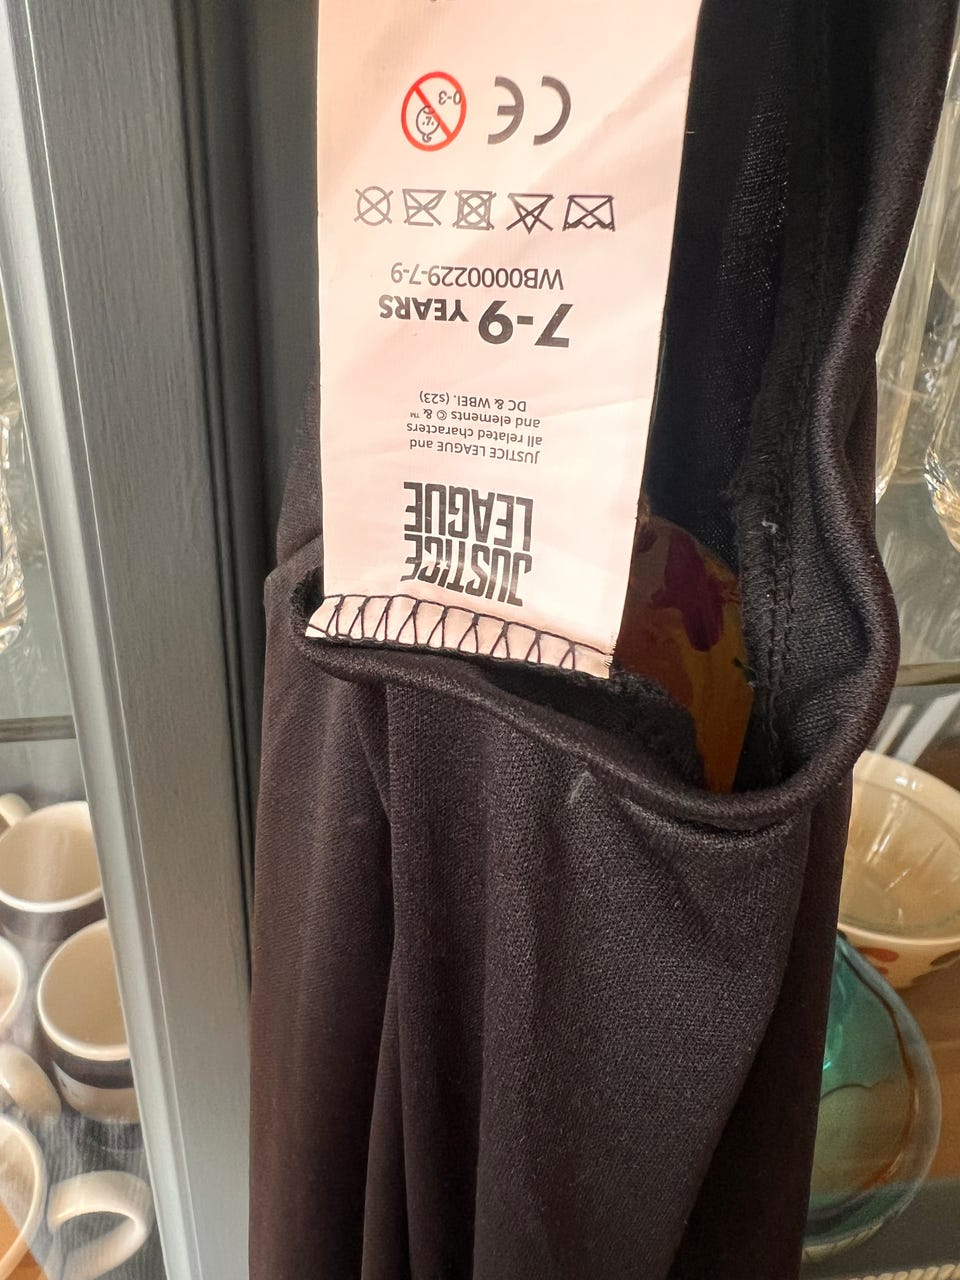 JUSTICE
LEAGUE
JUSTICE LEAGUE and
all related characters
and elements © & ™
DC & WBEI. (s23)
7-9 YEARS
WB0000229-7-9
CE
0-3